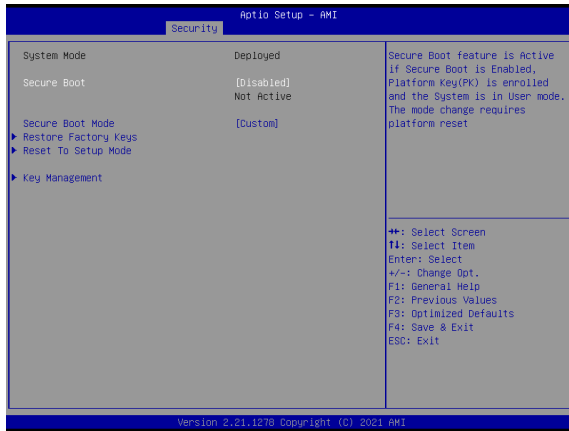 Aptio Setup – AMI
Security
System Mode Deployed
Secure Boot [Disabled]
Not Active
Secure Boot Mode [Custom]
Restore Factory Keys
Reset To Setup Mode
Key Management
Secure Boot feature is Active
if Secure Boot is Enabled,
Platform Key(PK) is enrolled
and the System is in User mode.
The mode change requires
platform reset
→←: Select Screen
↑↓: Select Item
Enter: Select
+/-: Change Opt.
F1: General Help
F2: Previous Values
F3: Optimized Defaults
F4: Save & Exit
ESC: Exit
Version 2.21.1278 Copyright (C) 2021 AMI